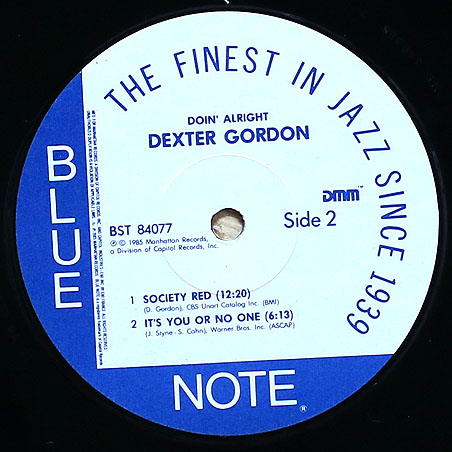 THE FINEST IN JAZZ SINCE 1939
DOIN' ALRIGHT
DEXTER GORDON
BLUE
DMM™
BST 84077
Side 2
℗ © 1985 Manhattan Records,
a Division of Capitol Records, Inc.
1 SOCIETY RED (12:20)
(D. Gordon), CBS Unart Catalog Inc. (BMI)
2 IT'S YOU OR NO ONE (6:13)
(J. Styne - S. Cahn), Warner Bros. Inc. (ASCAP)
NOTE®